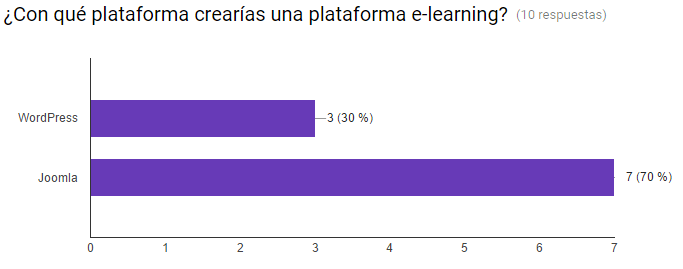 ¿Con qué plataforma crearías una plataforma e-learning? (10 respuestas)
WordPress 3 (30 %)
Joomla 7 (70 %)
0 1 2 3 4 5 6 7